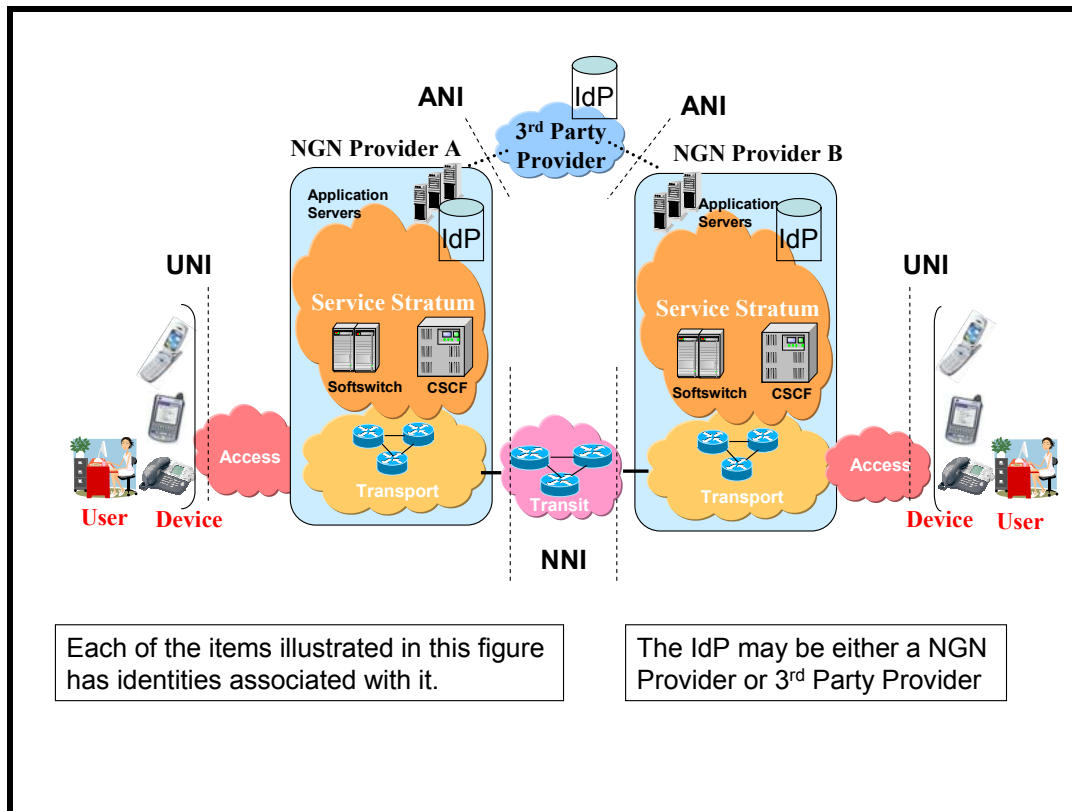 IdP
ANI
ANI
3rd Party
Provider
NGN Provider A
NGN Provider B
Application
Servers
IdP
Application
Servers
IdP
UNI
UNI
Service Stratum
Softswitch
CSCF
Service Stratum
Softswitch
CSCF
Access
Transport
Transit
Transport
Access
User
Device
Device
User
NNI
Each of the items illustrated in this figure
has identities associated with it.
The IdP may be either a NGN
Provider or 3rd Party Provider